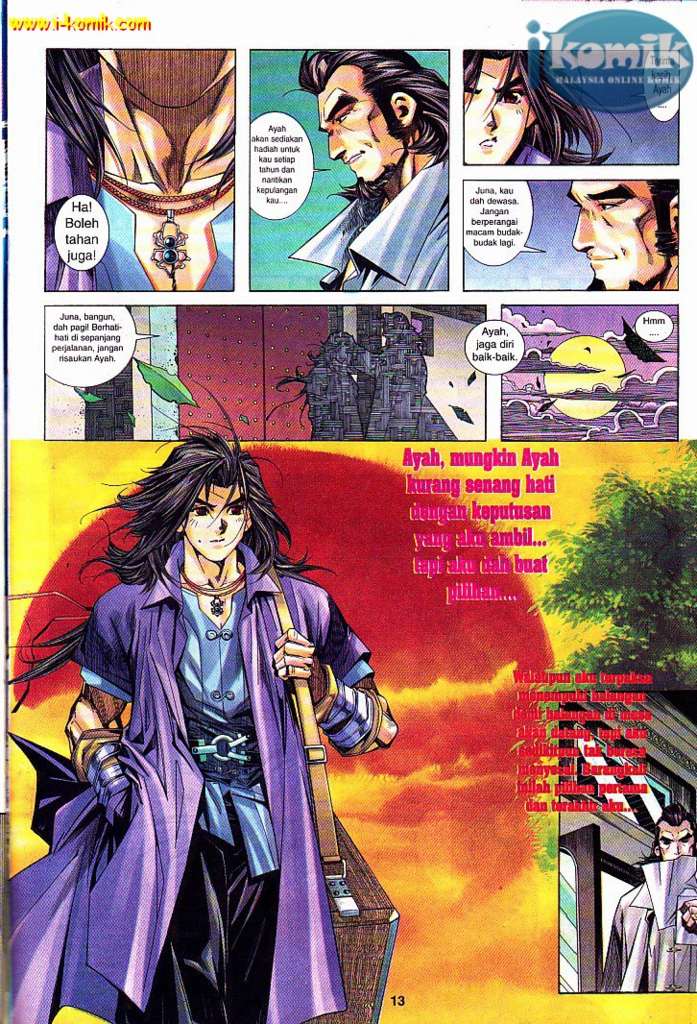 www.i-komik.com
ikomik
MALAYSIA ONLINE KOMIK
Ha!
Boleh
tahan
juga!
Ayah
akan sediakan
hadiah untuk
kau setiap
tahun dan
nantikan
kepulangan
kau....
Terima
kasih
Ayah
....
Juna, kau
dah dewasa.
Jangan
berperangai
macam budak-
budak lagi.
Juna, bangun,
dah pagi! Berhati-
hati di sepanjang
perjalanan, jangan
risaukan Ayah.
Ayah,
jaga diri
baik-baik.
Hmm
....
Ayah, mungkin Ayah
kurang senang hati
dengan keputusan
yang aku ambil...
tapi aku dah buat
pilihan....
Walaupun aku terpaksa
menempuhi halangan
demi halangan di masa
akan datang, tapi aku
sedikitpun tak berasa
menyesal. Barangkali
inilah pilihan pertama
dan terakhir aku...
13